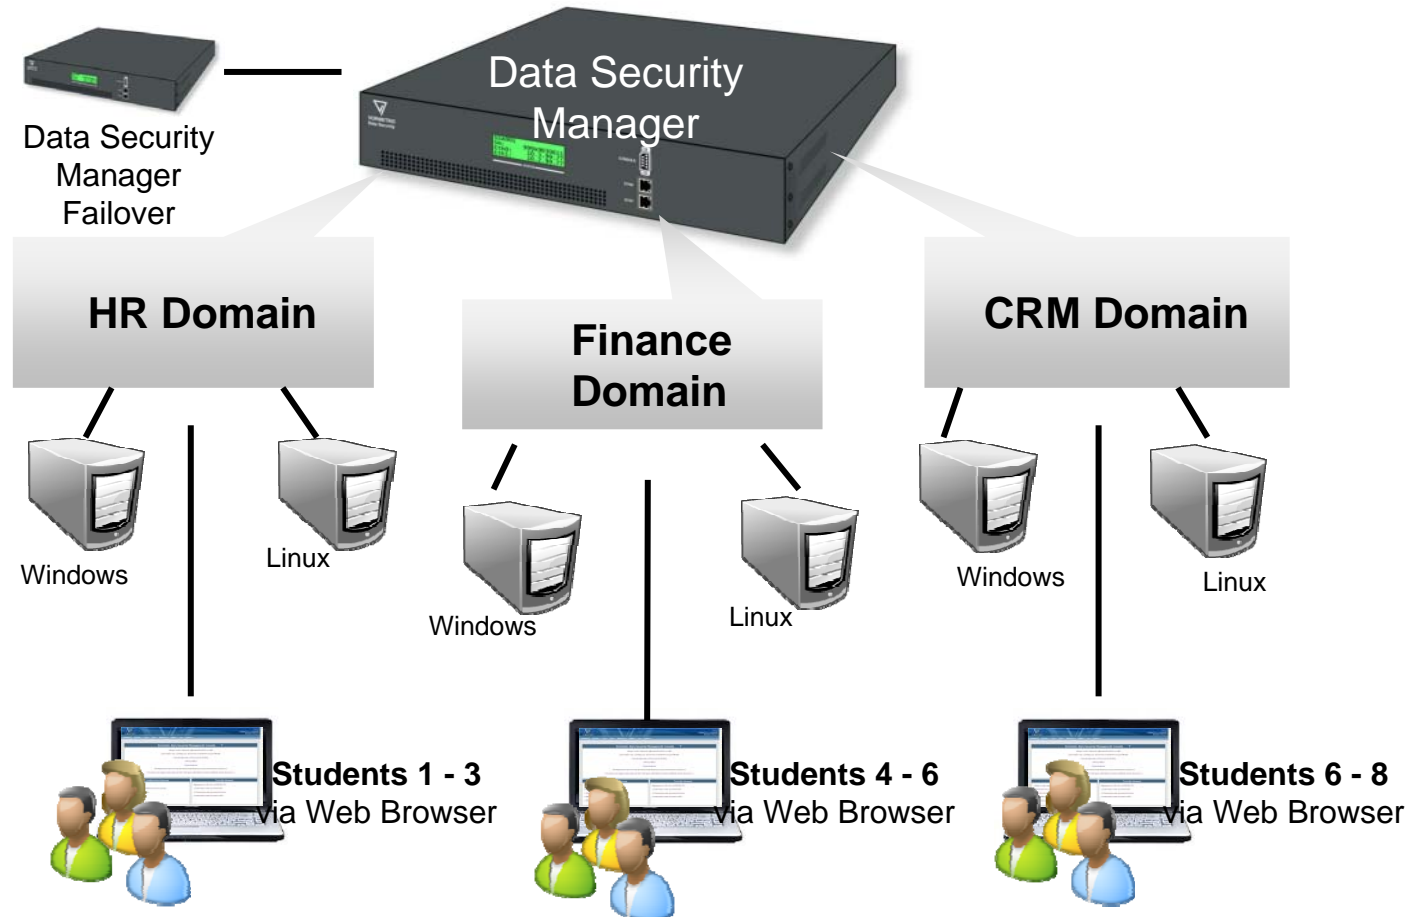 Data Security
Manager
Data Security
Manager
Failover
HR Domain
Finance
Domain
CRM Domain
Windows
Linux
Windows
Linux
Windows
Linux
Students 1 - 3
via Web Browser
Students 4 - 6
via Web Browser
Students 6 - 8
via Web Browser